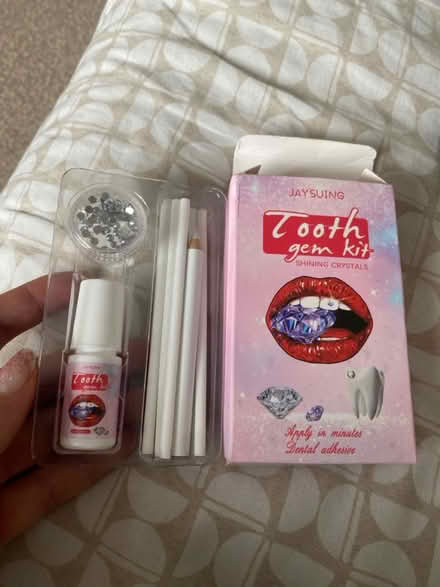 JAYSUING
Tooth
gem kit
SHINING CRYSTALS
Apply in minutes
Dental adhesive
Tooth